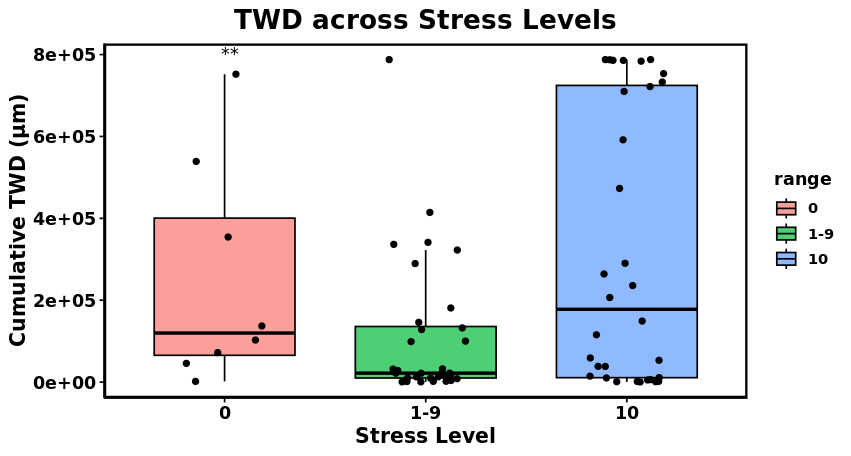 TWD across Stress Levels
**
8e+05
6e+05
4e+05
2e+05
0e+00
Cumulative TWD (μm)
0 1-9 10
Stress Level
range
0
1-9
10